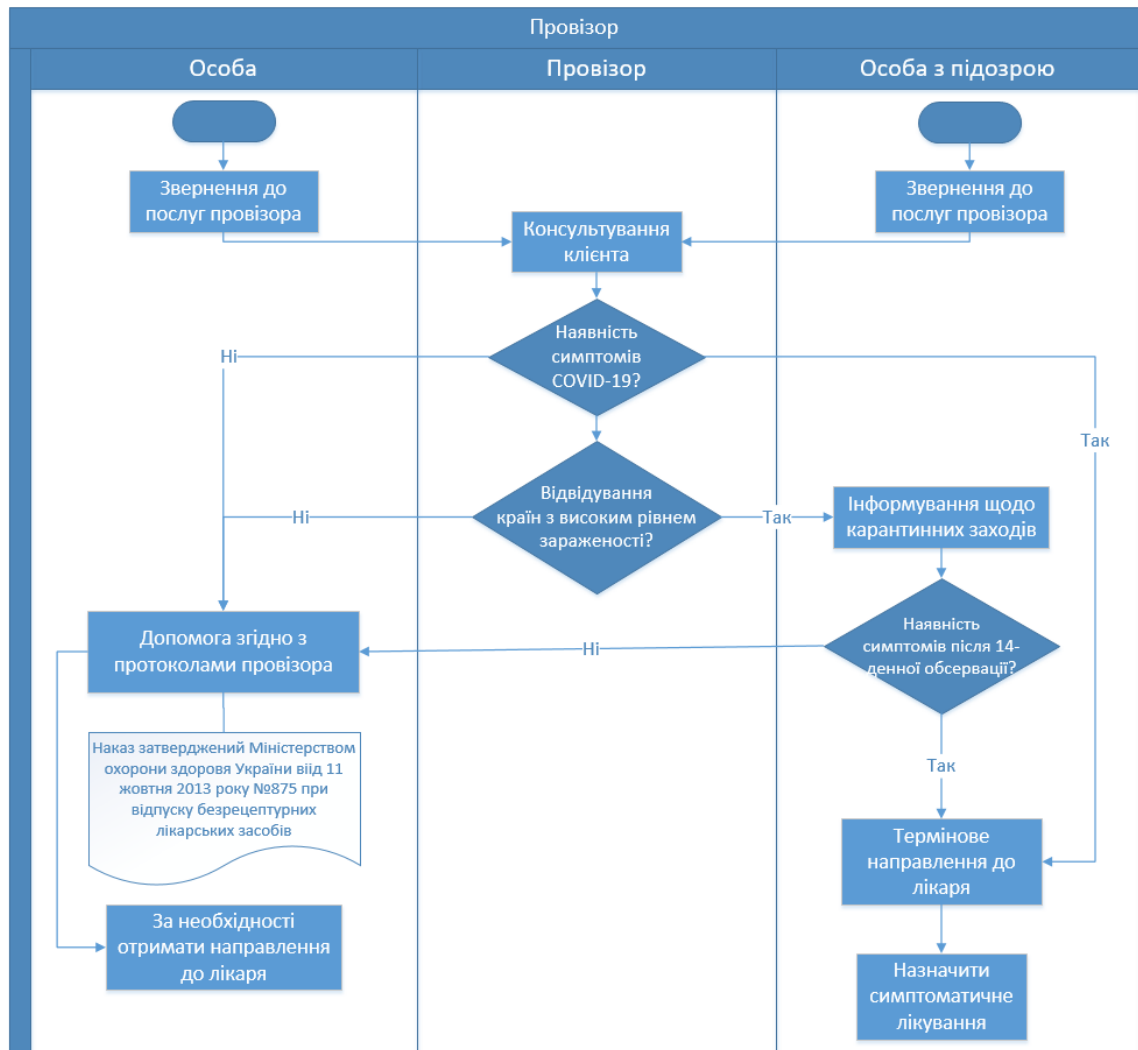 Провізор
Особа
Провізор
Особа з підозрою
Звернення до
послуг провізора
Звернення до
послуг провізора
Консультування
клієнта
Наявність
симптомів
COVID-19?
Ні
Так
Відвідування
країн з високим рівнем
зараженості?
Ні
Так
Інформування щодо
карантинних заходів
Наявність
симптомів після 14-
денної обсервації?
Ні
Так
Допомога згідно з
протоколами провізора
Наказ затверджений Міністерством
охорони здоровя України віід 11
жовтня 2013 року №875 при
відпуску безрецептурних
лікарських засобів
Термінове
направлення до
лікаря
За необхідності
отримати направлення
до лікаря
Назначити
симптоматичне
лікування